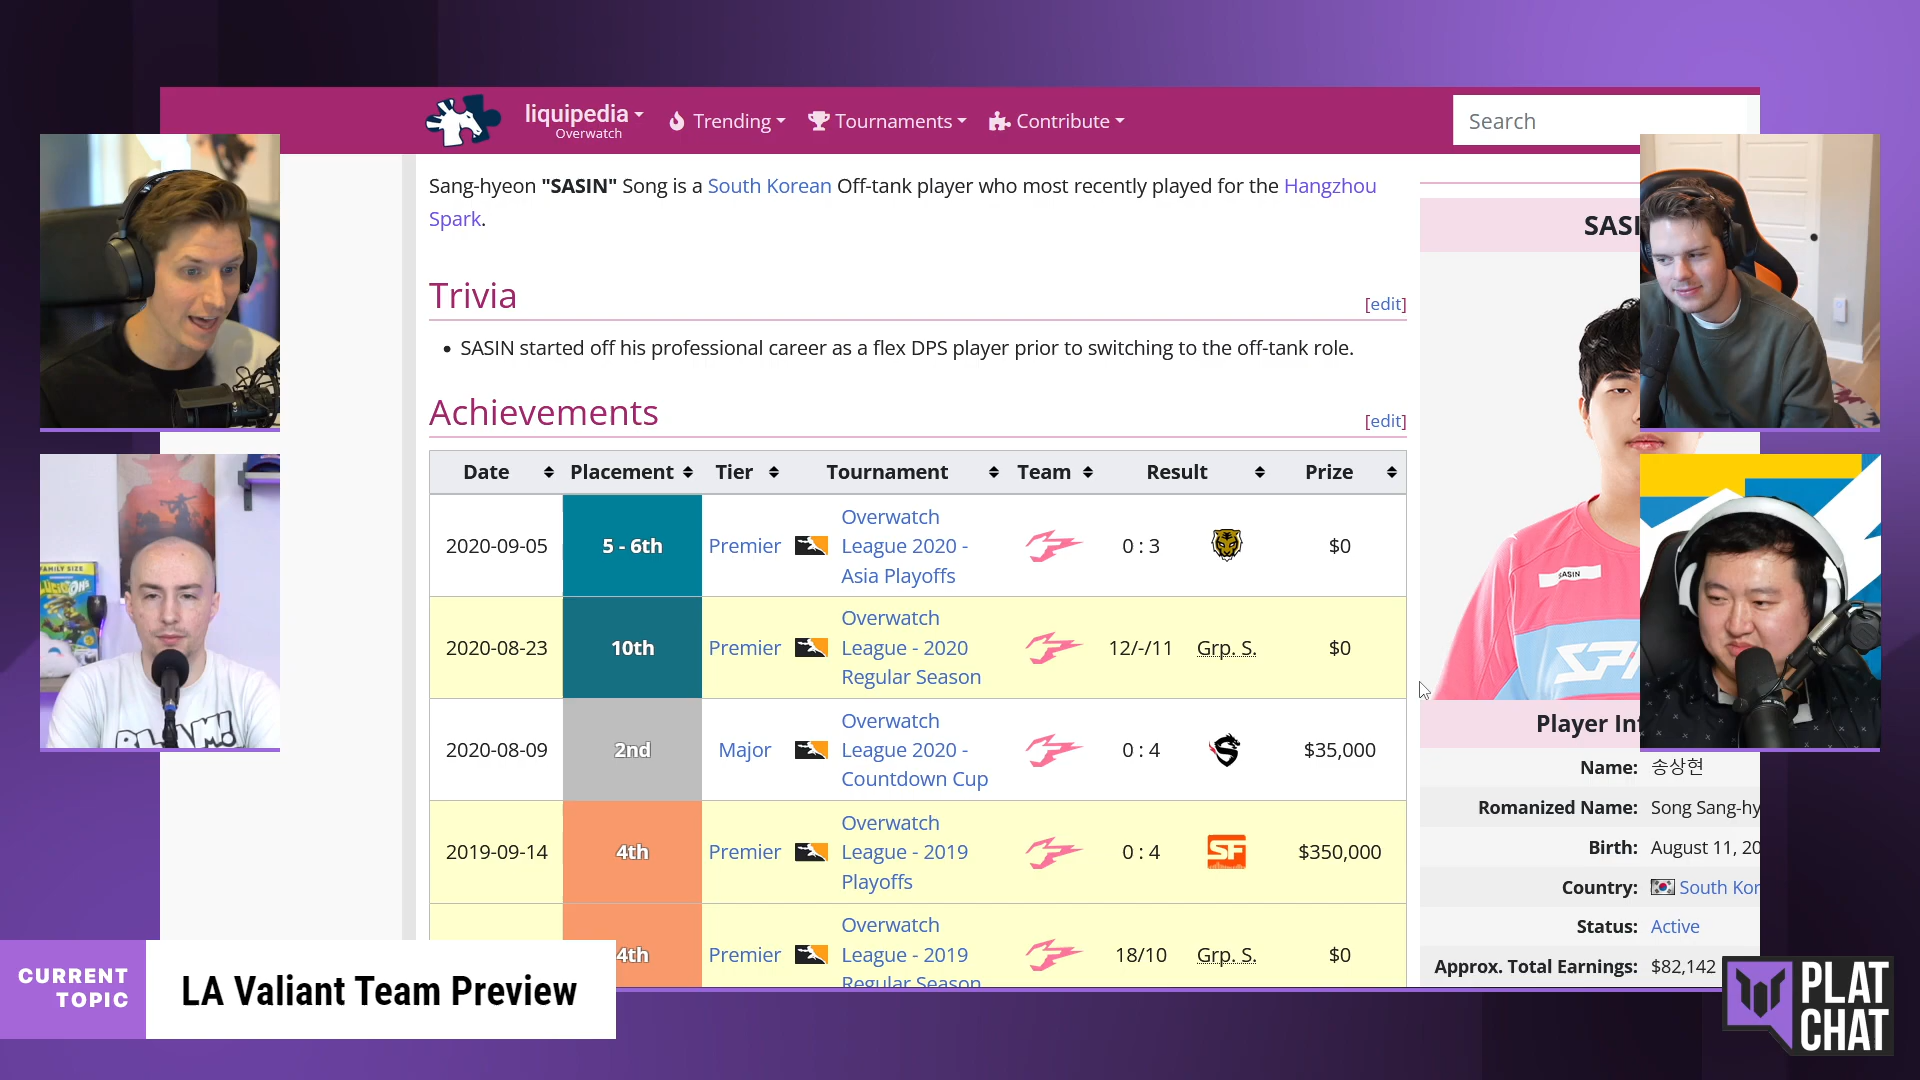 liquipedia
Overwatch
Trending
Tournaments
Contribute
Search
Sang-hyeon "SASIN" Song is a South Korean Off-tank player who most recently played for the Hangzhou
Spark.
Trivia
[edit]
SASIN started off his professional career as a flex DPS player prior to switching to the off-tank role.
Achievements
[edit]
Date Placement Tier Tournament Team Result Prize
2020-09-05 5 - 6th Premier Overwatch League 2020 - Asia Playoffs 0 : 3 $0
2020-08-23 10th Premier Overwatch League - 2020 Regular Season 12/-/11 Grp. S. $0
2020-08-09 2nd Major Overwatch League 2020 - Countdown Cup 0 : 4 $35,000
2019-09-14 4th Premier Overwatch League - 2019 Playoffs 0 : 4 SF $350,000
4th Premier Overwatch League - 2019 Regular Season 18/10 Grp. S. $0
SASI
SASIN
Player In
Name: 송상현
Romanized Name: Song Sang-hy
Birth: August 11, 20
Country: South Kor
Status: Active
Approx. Total Earnings: $82,142
FAMILY SIZE
BLAM!
CURRENT
TOPIC
LA Valiant Team Preview
PLAT
CHAT